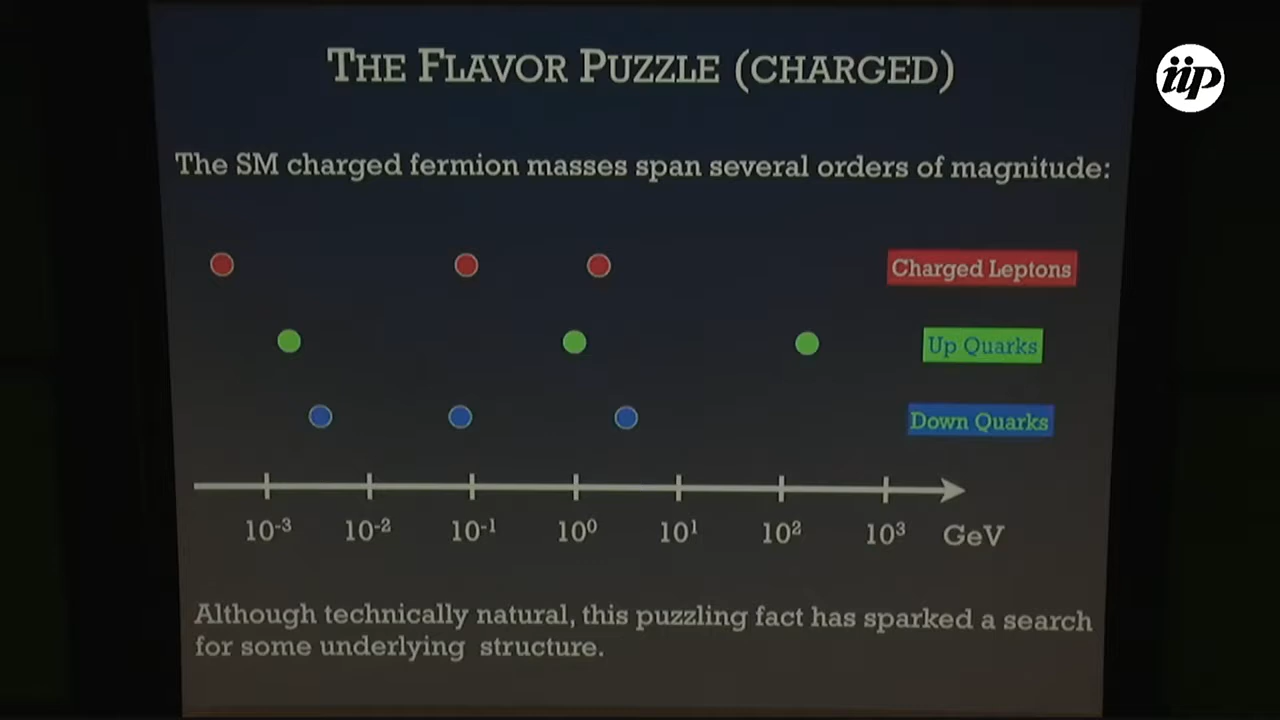 THE FLAVOR PUZZLE (CHARGED)
iip
The SM charged fermion masses span several orders of magnitude:
Charged Leptons
Up Quarks
Down Quarks
10⁻³ 10⁻² 10⁻¹ 10⁰ 10¹ 10² 10³ GeV
Although technically natural, this puzzling fact has sparked a search
for some underlying structure.